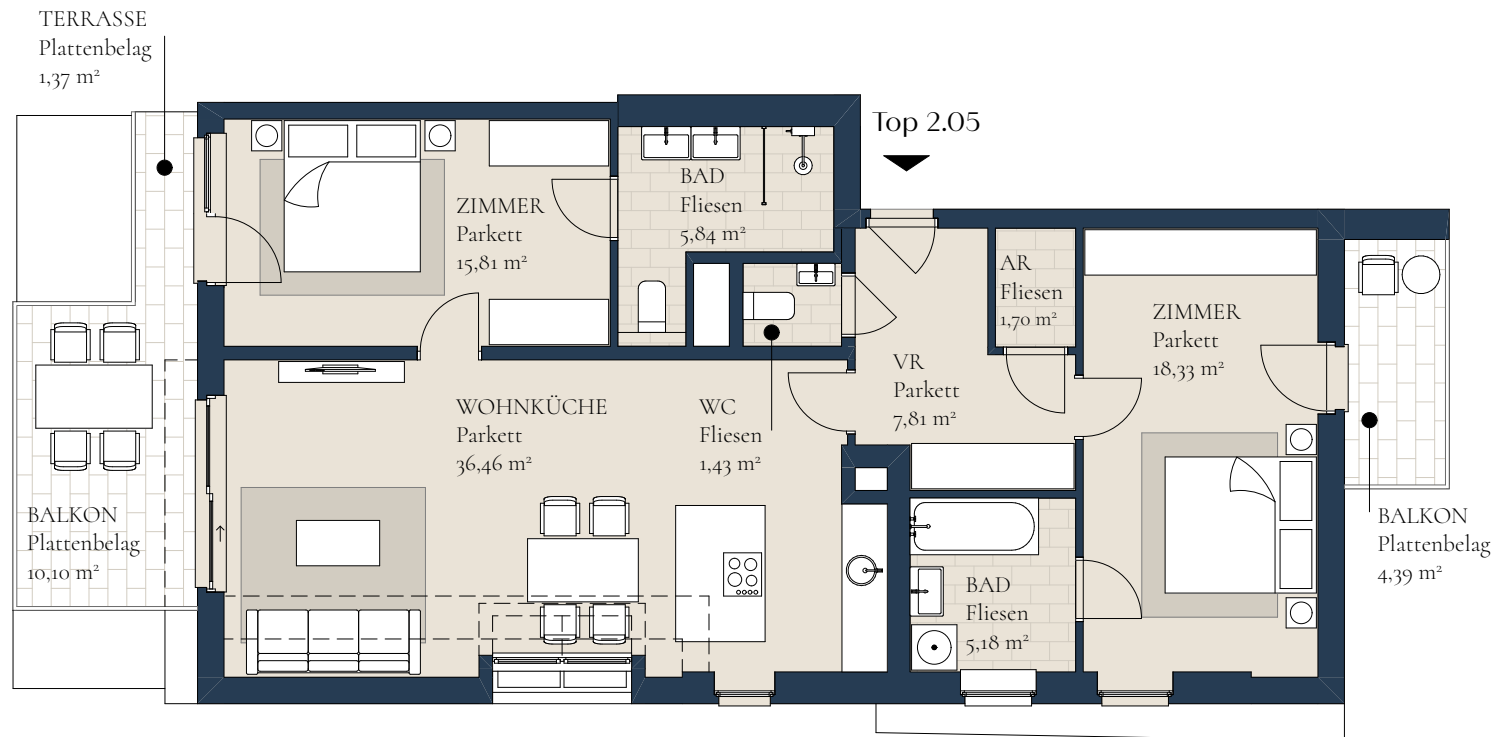 TERRASSE
Plattenbelag
1,37 m²
Top 2.05
BAD
Fliesen
5,84 m²
ZIMMER
Parkett
15,81 m²
AR
Fliesen
1,70 m²
ZIMMER
Parkett
18,33 m²
VR
Parkett
7,81 m²
WOHNKÜCHE
Parkett
36,46 m²
WC
Fliesen
1,43 m²
BALKON
Plattenbelag
10,10 m²
BALKON
Plattenbelag
4,39 m²
BAD
Fliesen
5,18 m²